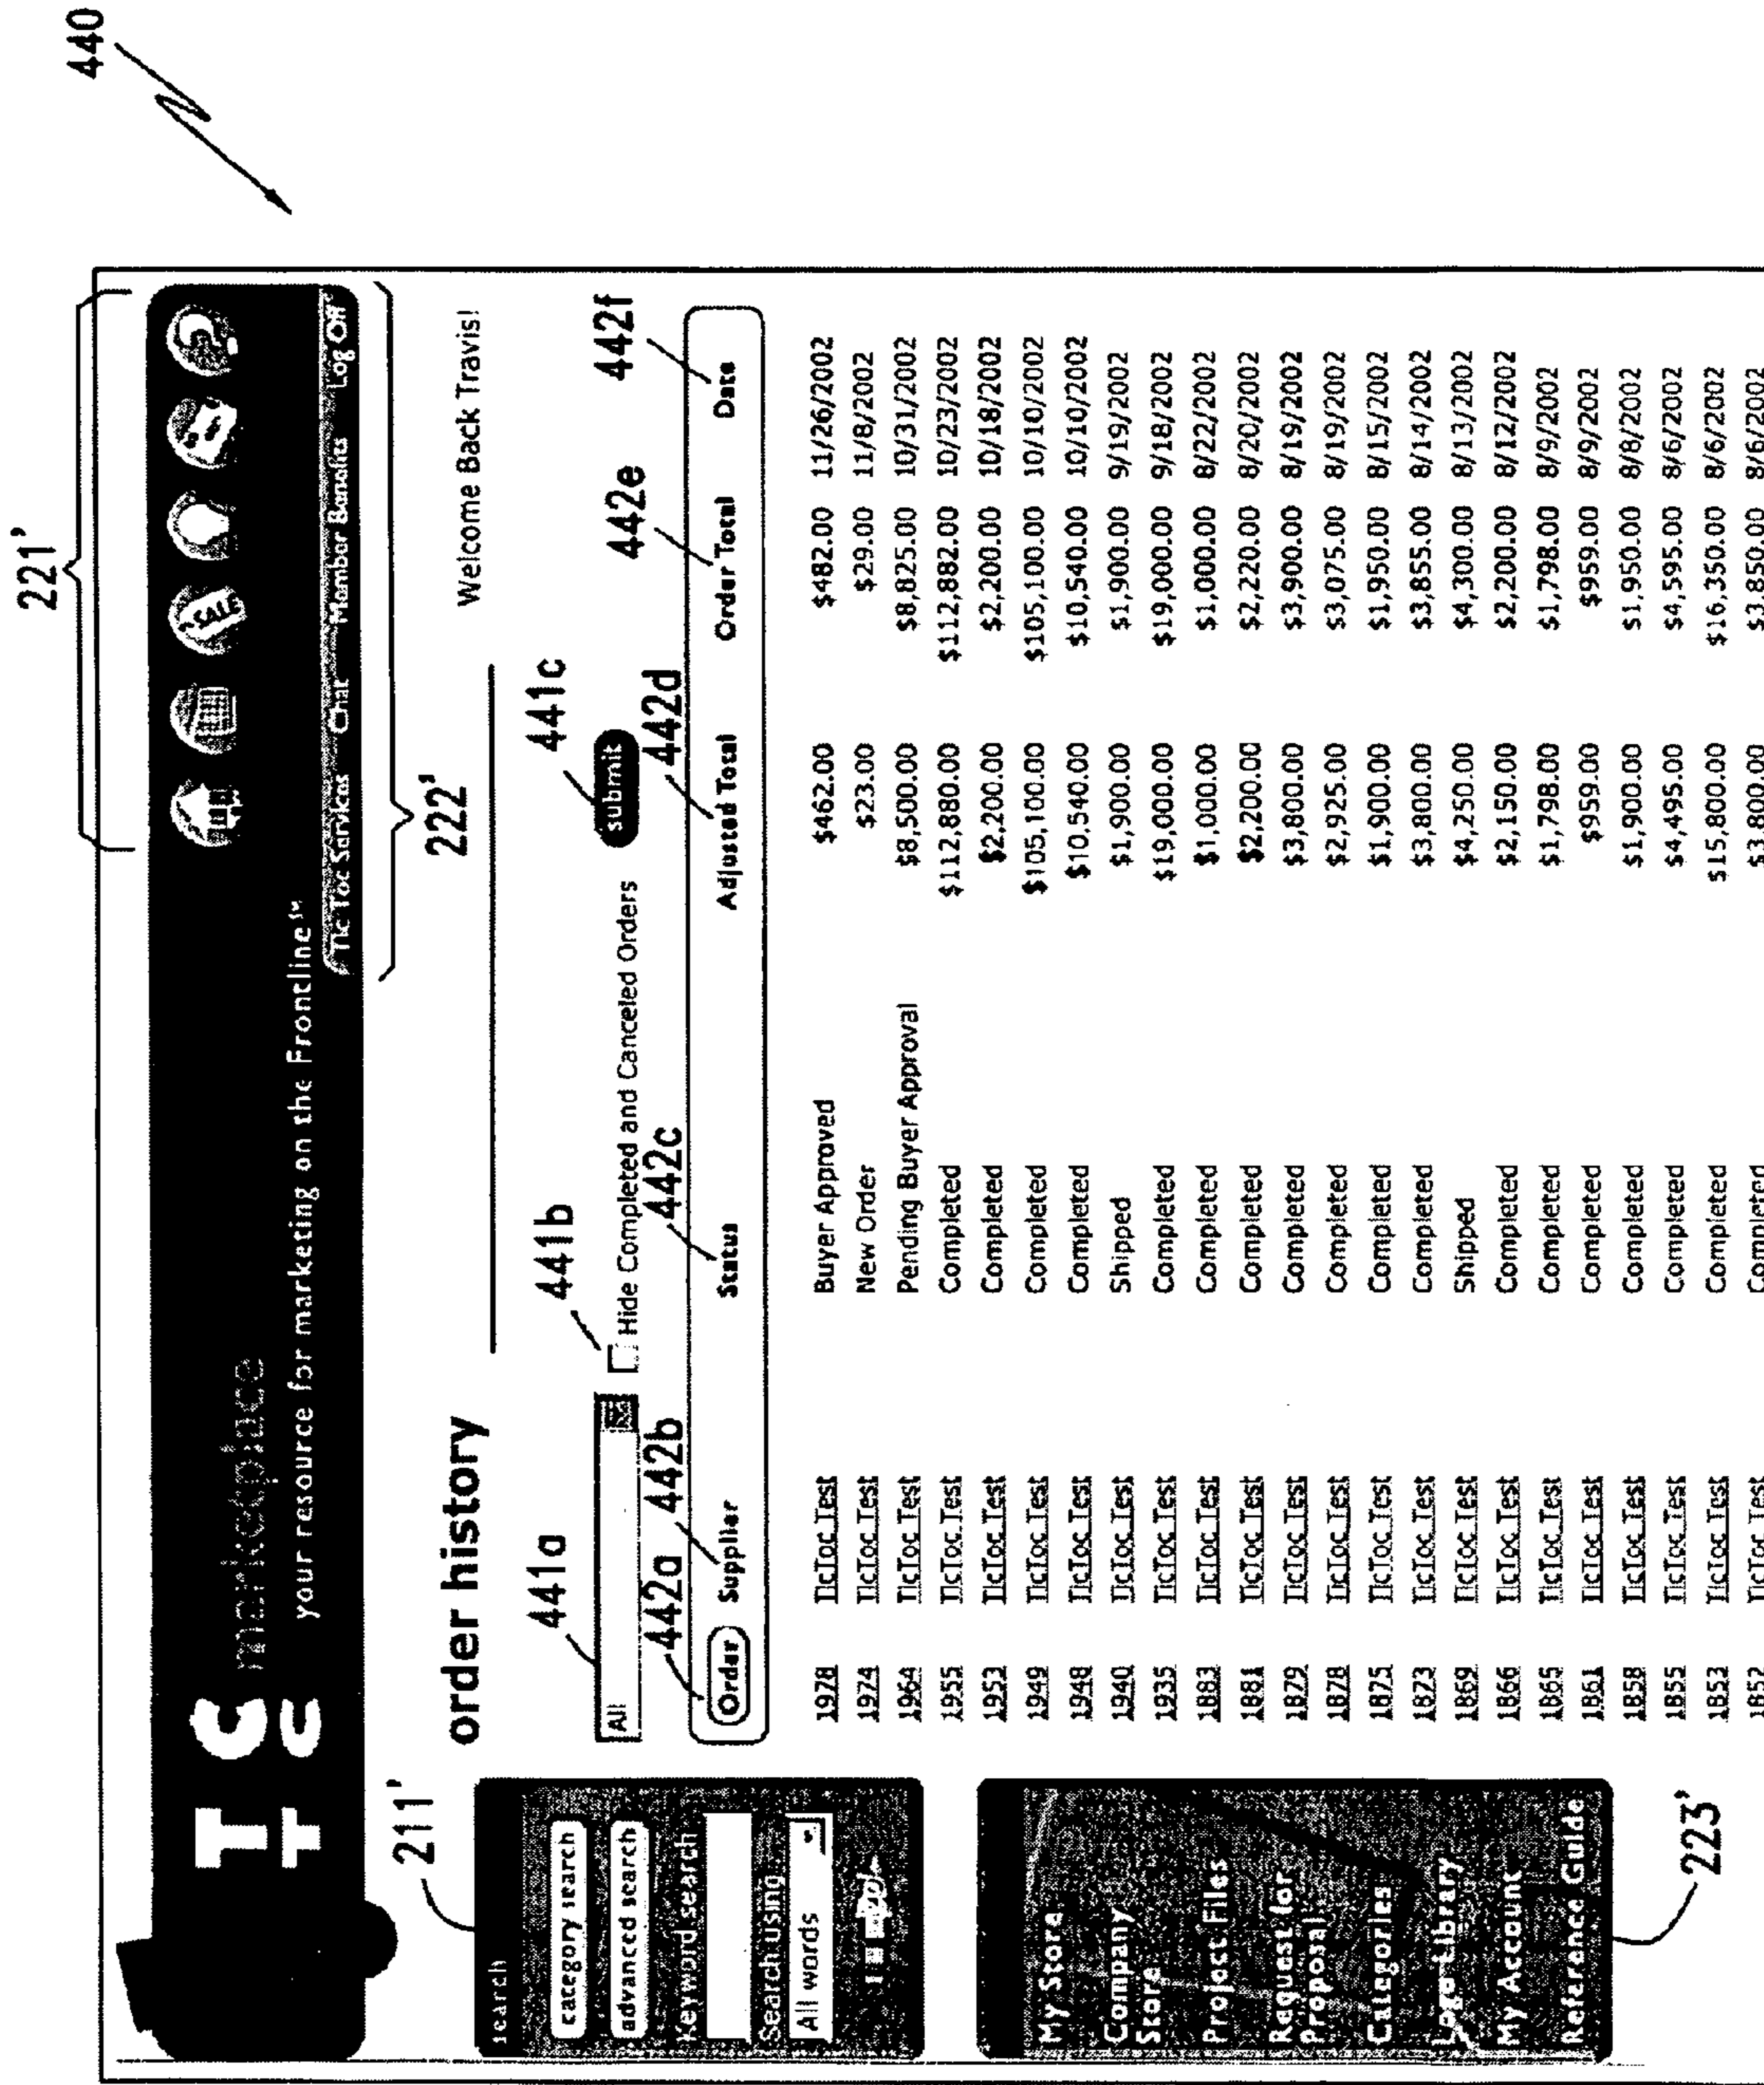 440
221'
T C marketplace
T C your resource for marketing on the Frontline℠
Tic Toc Services Chat Member Benefits Log Off
222'
211'
search
category search
advanced search
Keyword search
Search using
All words
GO!
My Store
Company Store
Project Files
Request for Proposal
Categories
Logo Library
My Account
Reference Guide
223'
order history
Welcome Back Travis!
441a 441b 441c
All Hide Completed and Canceled Orders submit
442a 442b 442c 442d 442e 442f
Order Supplier Status Adjusted Total Order Total Date
1978 TicToc Test Buyer Approved $462.00 $482.00 11/26/2002
1974 TicToc Test New Order $23.00 $29.00 11/8/2002
1964 TicToc Test Pending Buyer Approval $8,500.00 $8,825.00 10/31/2002
1955 TicToc Test Completed $112,880.00 $112,882.00 10/23/2002
1953 TicToc Test Completed $2,200.00 $2,200.00 10/18/2002
1949 TicToc Test Completed $105,100.00 $105,100.00 10/10/2002
1948 TicToc Test Completed $10,540.00 $10,540.00 10/10/2002
1940 TicToc Test Shipped $1,900.00 $1,900.00 9/19/2002
1935 TicToc Test Completed $19,000.00 $19,000.00 9/18/2002
1883 TicToc Test Completed $1,000.00 $1,000.00 8/22/2002
1881 TicToc Test Completed $2,200.00 $2,220.00 8/20/2002
1879 TicToc Test Completed $3,800.00 $3,900.00 8/19/2002
1878 TicToc Test Completed $2,925.00 $3,075.00 8/19/2002
1875 TicToc Test Completed $1,900.00 $1,950.00 8/15/2002
1873 TicToc Test Completed $3,800.00 $3,855.00 8/14/2002
1869 TicToc Test Shipped $4,250.00 $4,300.00 8/13/2002
1866 TicToc Test Completed $2,150.00 $2,200.00 8/12/2002
1865 TicToc Test Completed $1,798.00 $1,798.00 8/9/2002
1861 TicToc Test Completed $959.00 $959.00 8/9/2002
1858 TicToc Test Completed $1,900.00 $1,950.00 8/8/2002
1855 TicToc Test Completed $4,495.00 $4,595.00 8/6/2002
1853 TicToc Test Completed $15,800.00 $16,350.00 8/6/2002
1852 TicToc Test Completed $3,800.00 $3,850.00 8/6/2002